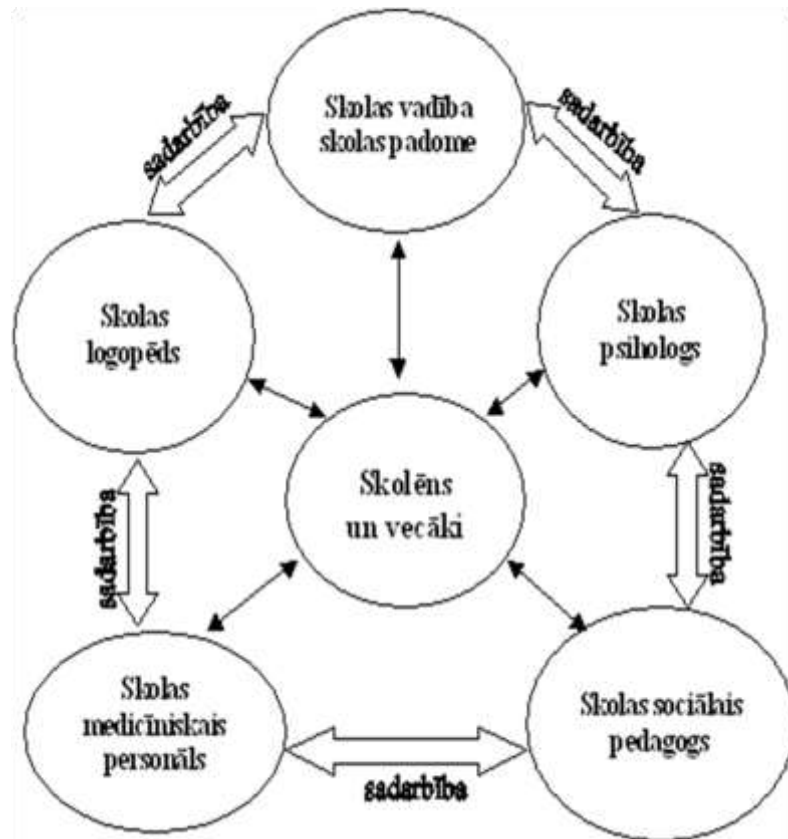 Skolas vadība
skolas padome
sadarbība
sadarbība
Skolas
logopēds
Skolas
psihologs
Skolēns
un vecāki
sadarbība
sadarbība
Skolas
medicīniskais
personāls
Skolas sociālais
pedagogs
sadarbība